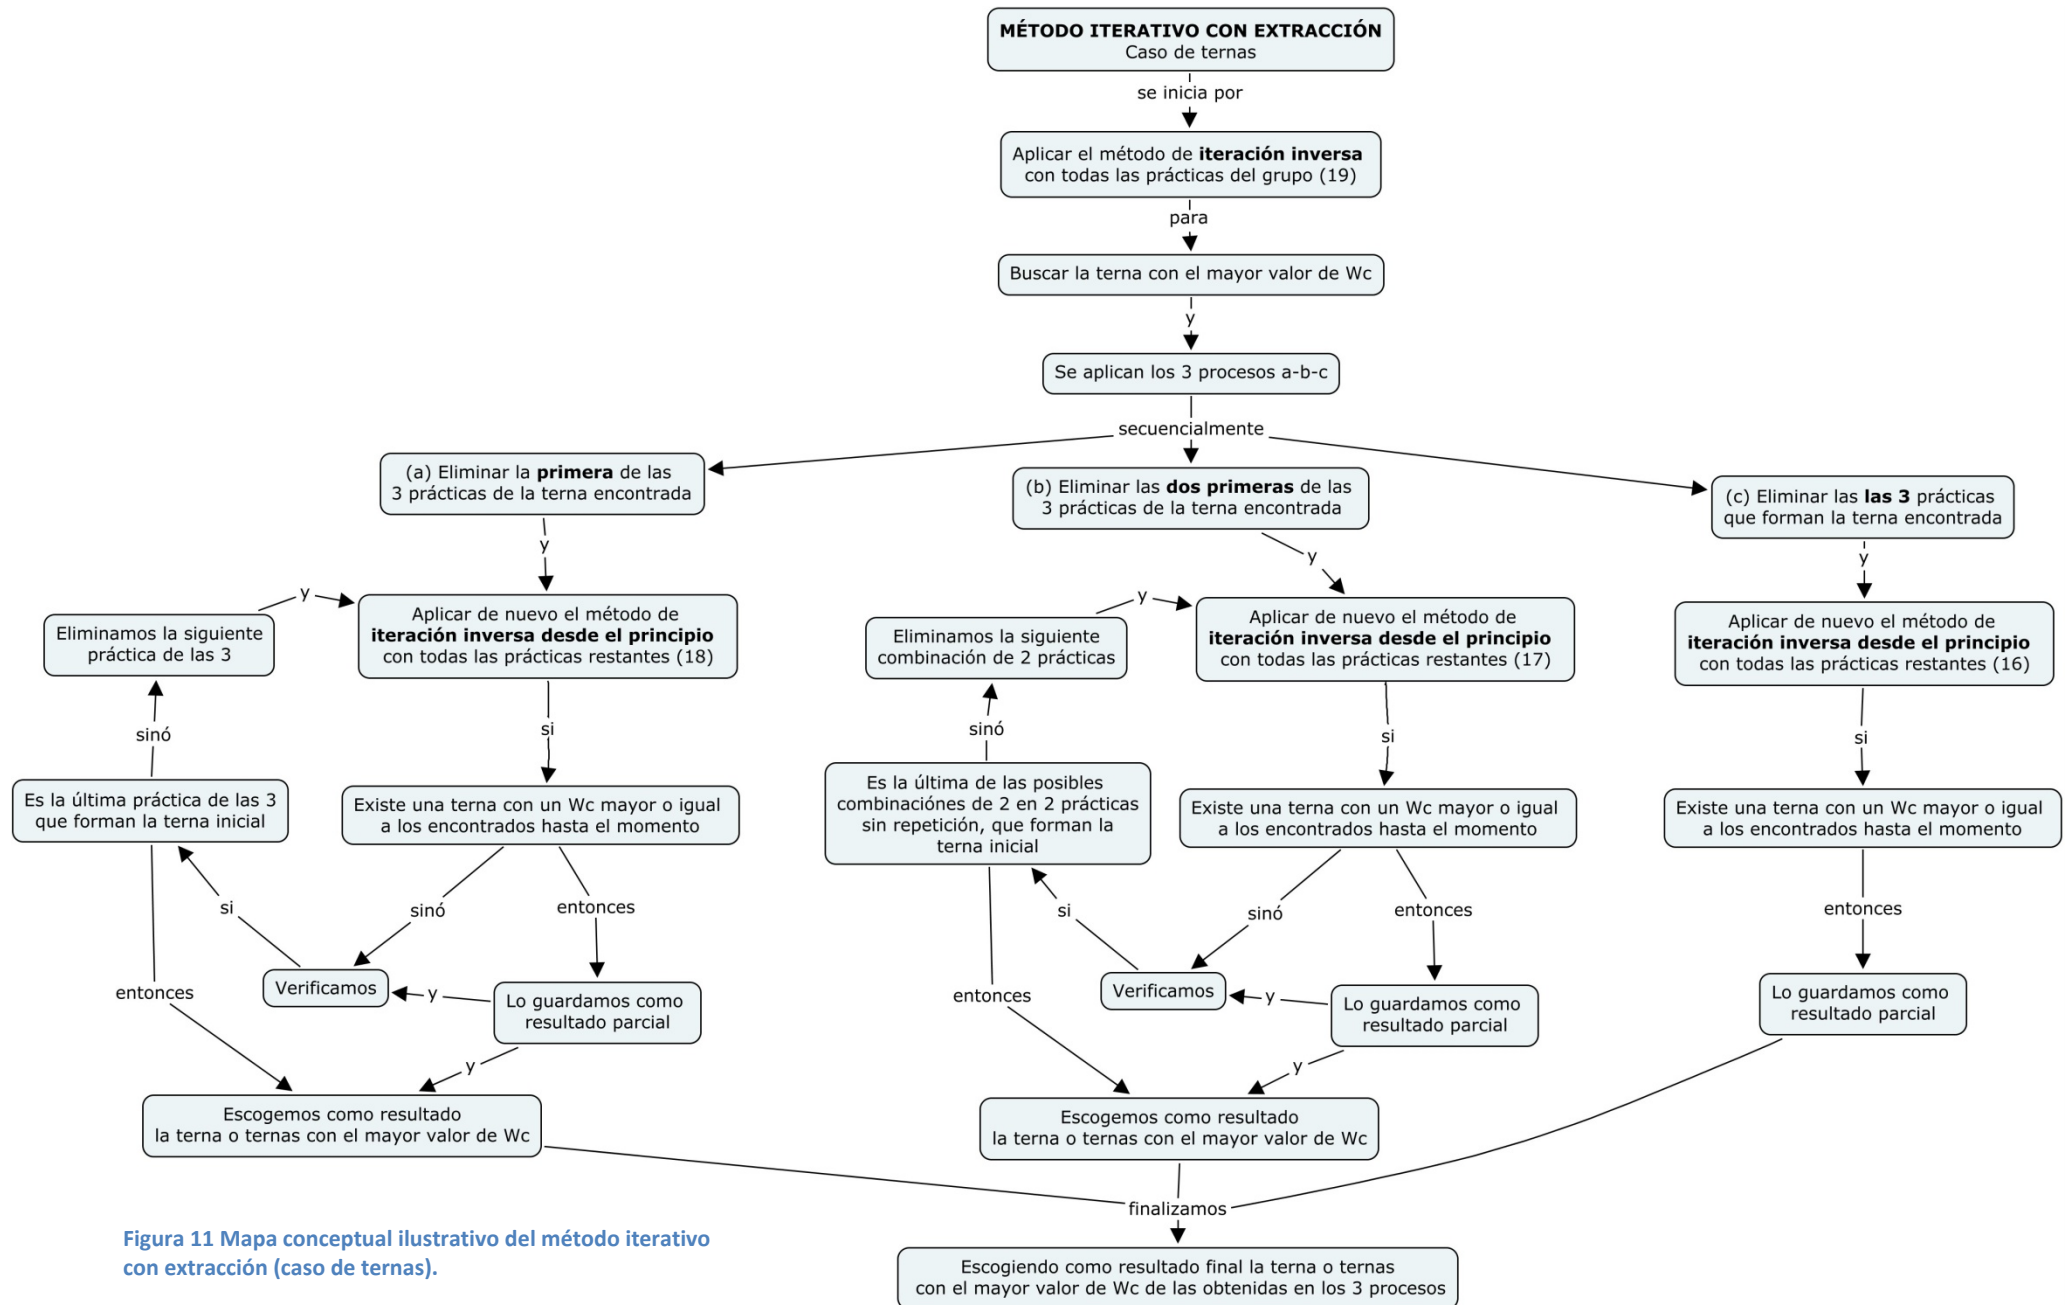 MÉTODO ITERATIVO CON EXTRACCIÓN
Caso de ternas
se inicia por
Aplicar el método de iteración inversa
con todas las prácticas del grupo (19)
para
Buscar la terna con el mayor valor de Wc
y
Se aplican los 3 procesos a-b-c
secuencialmente
(a) Eliminar la primera de las
3 prácticas de la terna encontrada
y
Aplicar de nuevo el método de
iteración inversa desde el principio
con todas las prácticas restantes (18)
y
Eliminamos la siguiente
práctica de las 3
sinó
Es la última práctica de las 3
que forman la terna inicial
si
Existe una terna con un Wc mayor o igual
a los encontrados hasta el momento
si
sinó
entonces
Verificamos
y
Lo guardamos como
resultado parcial
entonces
y
Escogemos como resultado
la terna o ternas con el mayor valor de Wc
(b) Eliminar las dos primeras de las
3 prácticas de la terna encontrada
y
Aplicar de nuevo el método de
iteración inversa desde el principio
con todas las prácticas restantes (17)
y
Eliminamos la siguiente
combinación de 2 prácticas
sinó
Es la última de las posibles
combinaciónes de 2 en 2 prácticas
sin repetición, que forman la
terna inicial
si
Existe una terna con un Wc mayor o igual
a los encontrados hasta el momento
si
sinó
entonces
Verificamos
y
Lo guardamos como
resultado parcial
entonces
y
Escogemos como resultado
la terna o ternas con el mayor valor de Wc
(c) Eliminar las las 3 prácticas
que forman la terna encontrada
y
Aplicar de nuevo el método de
iteración inversa desde el principio
con todas las prácticas restantes (16)
si
Existe una terna con un Wc mayor o igual
a los encontrados hasta el momento
entonces
Lo guardamos como
resultado parcial
finalizamos
Escogiendo como resultado final la terna o ternas
con el mayor valor de Wc de las obtenidas en los 3 procesos
Figura 11 Mapa conceptual ilustrativo del método iterativo
con extracción (caso de ternas).